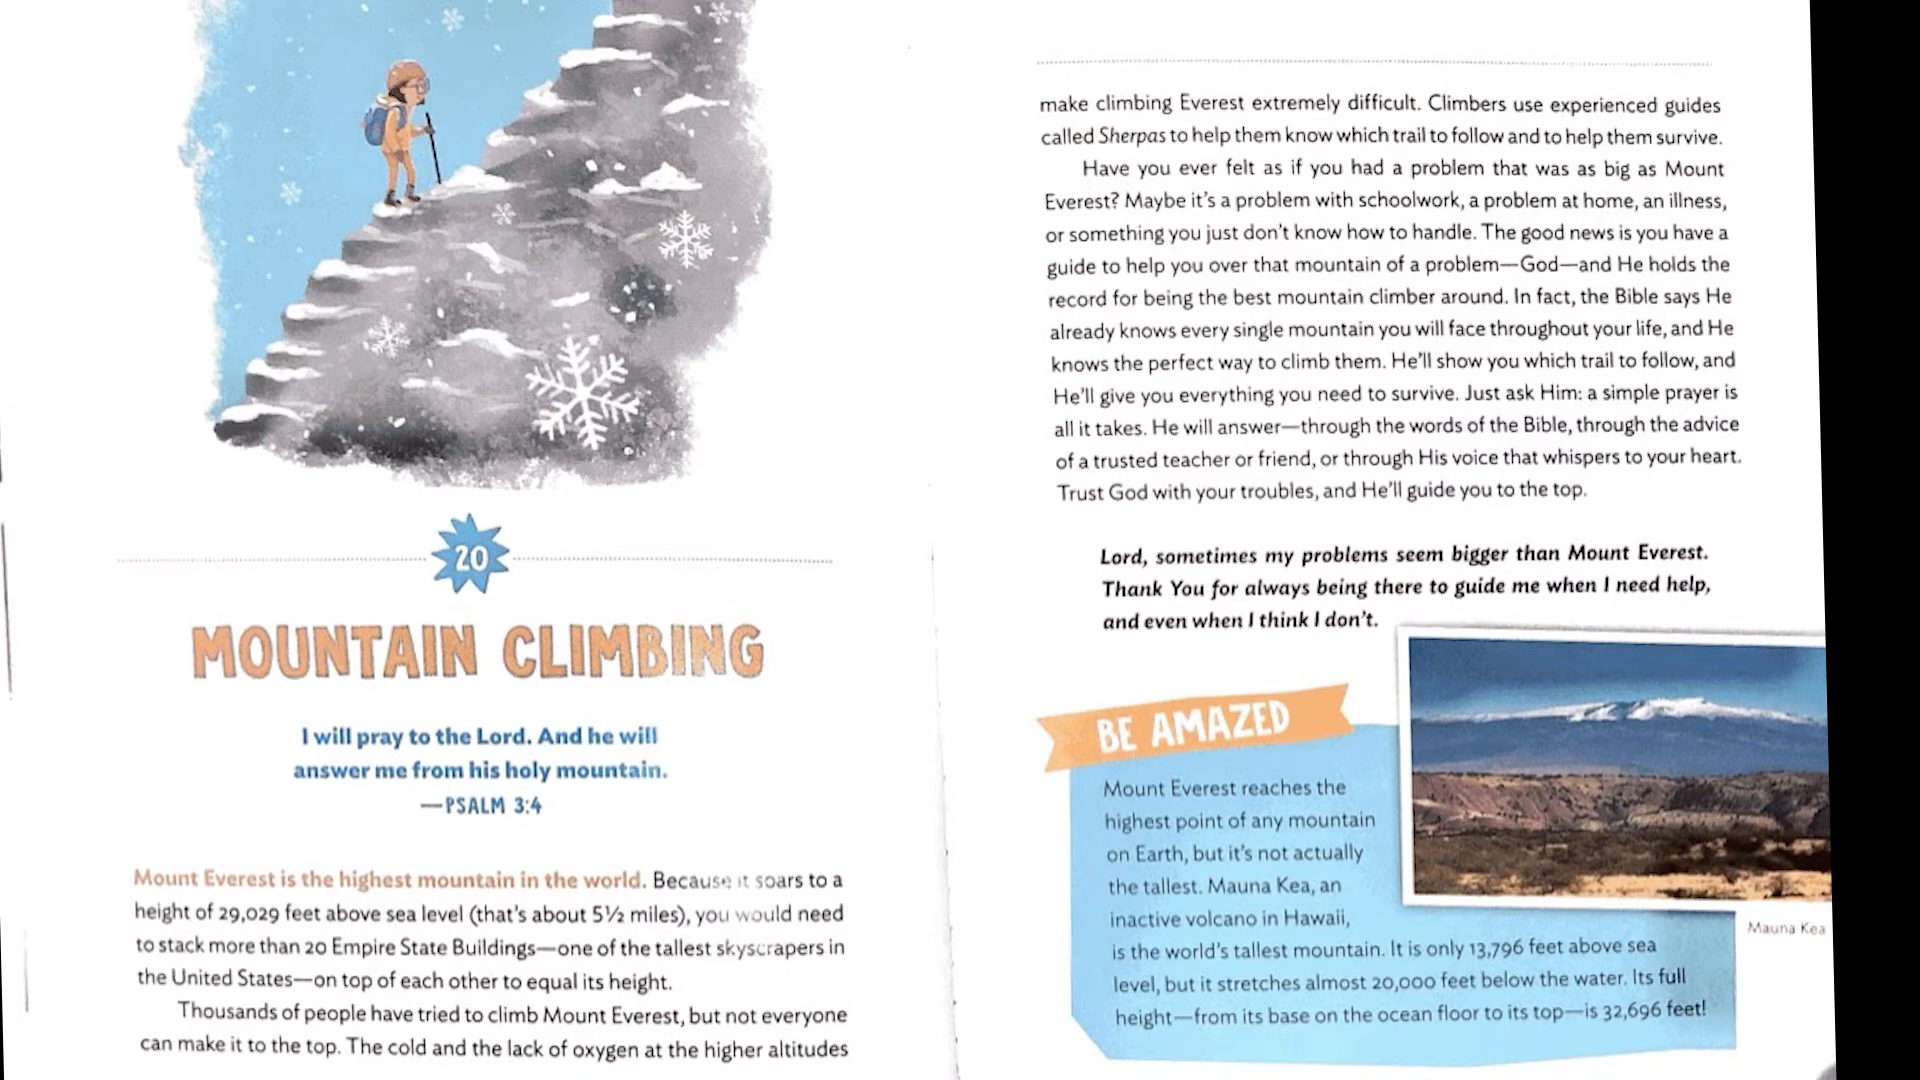 20
MOUNTAIN CLIMBING
I will pray to the Lord. And he will
answer me from his holy mountain.
—PSALM 3:4
Mount Everest is the highest mountain in the world. Because it soars to a
height of 29,029 feet above sea level (that's about 5½ miles), you would need
to stack more than 20 Empire State Buildings—one of the tallest skyscrapers in
the United States—on top of each other to equal its height.
Thousands of people have tried to climb Mount Everest, but not everyone
can make it to the top. The cold and the lack of oxygen at the higher altitudes
make climbing Everest extremely difficult. Climbers use experienced guides
called Sherpas to help them know which trail to follow and to help them survive.
Have you ever felt as if you had a problem that was as big as Mount
Everest? Maybe it's a problem with schoolwork, a problem at home, an illness,
or something you just don't know how to handle. The good news is you have a
guide to help you over that mountain of a problem—God—and He holds the
record for being the best mountain climber around. In fact, the Bible says He
already knows every single mountain you will face throughout your life, and He
knows the perfect way to climb them. He'll show you which trail to follow, and
He'll give you everything you need to survive. Just ask Him: a simple prayer is
all it takes. He will answer—through the words of the Bible, through the advice
of a trusted teacher or friend, or through His voice that whispers to your heart.
Trust God with your troubles, and He'll guide you to the top.
Lord, sometimes my problems seem bigger than Mount Everest.
Thank You for always being there to guide me when I need help,
and even when I think I don't.
BE AMAZED
Mount Everest reaches the
highest point of any mountain
on Earth, but it's not actually
the tallest. Mauna Kea, an
inactive volcano in Hawaii,
is the world's tallest mountain. It is only 13,796 feet above sea
level, but it stretches almost 20,000 feet below the water. Its full
height—from its base on the ocean floor to its top—is 32,696 feet!
Mauna Kea